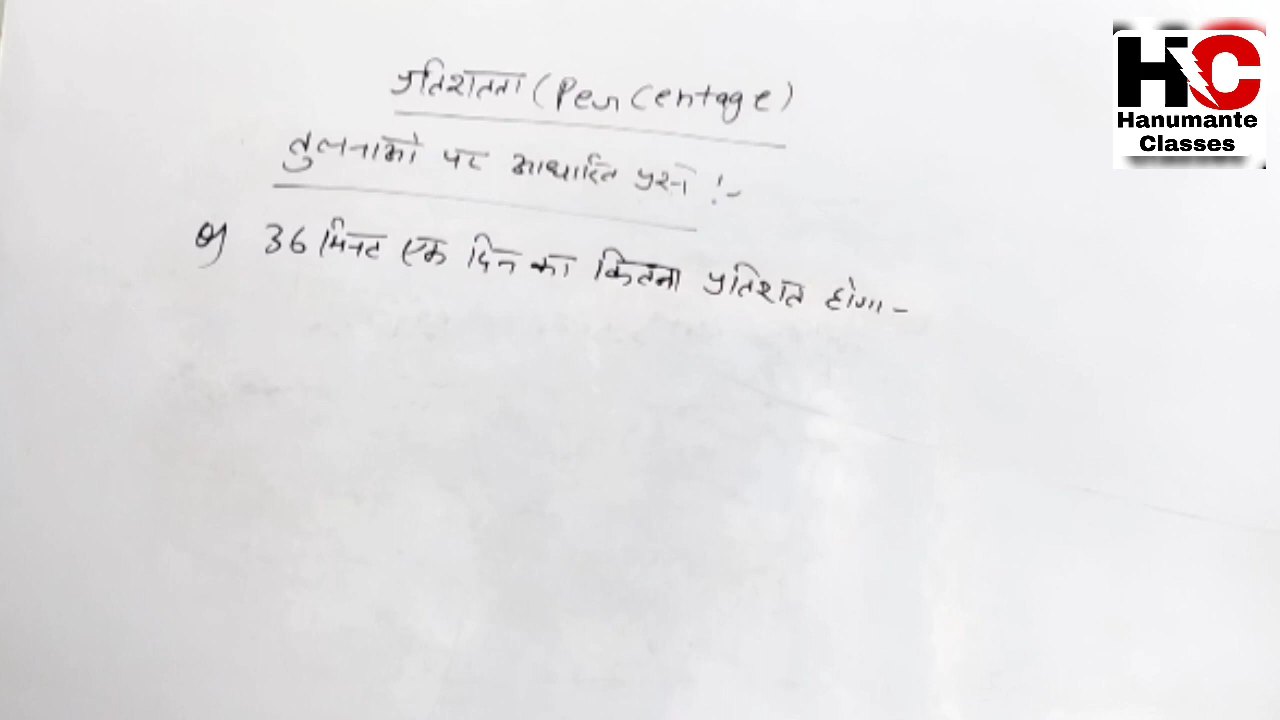 प्रतिशतता (Percentage)
तुलनाओ पर आधारित प्रश्न :-
Q) 36 मिनट एक दिन का कितना प्रतिशत होगा -
HC
Hanumante
Classes